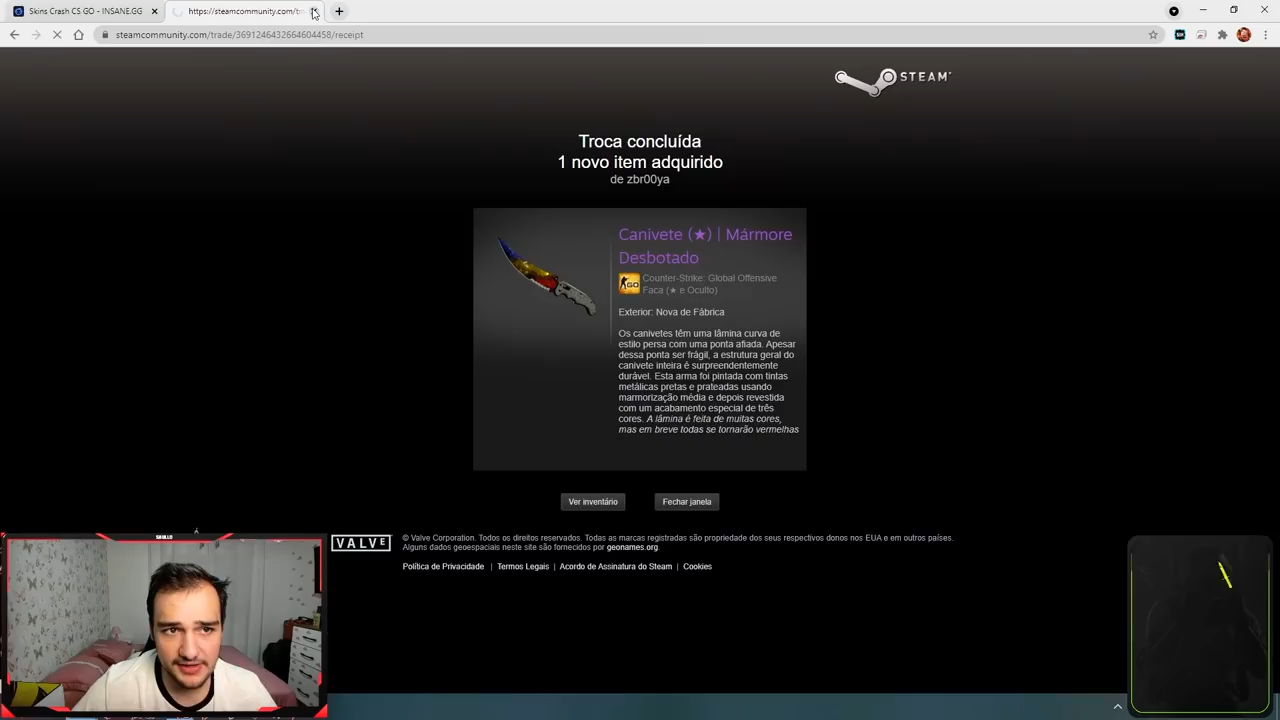 Skins Crash CS GO - INSANE.GG
https://steamcommunity.com/tr
steamcommunity.com/trade/3691246432664604458/receipt
STEAM
Troca concluída
1 novo item adquirido
de zbr00ya
Canivete (★) | Mármore
Desbotado
GO
Counter-Strike: Global Offensive
Faca (★ e Oculto)
Exterior: Nova de Fábrica
Os canivetes têm uma lâmina curva de
estilo persa com uma ponta afiada. Apesar
dessa ponta ser frágil, a estrutura geral do
canivete inteira é surpreendentemente
durável. Esta arma foi pintada com tintas
metálicas pretas e prateadas usando
marmorização média e depois revestida
com um acabamento especial de três
cores. A lâmina é feita de muitas cores,
mas em breve todas se tornarão vermelhas
Ver inventário
Fechar janela
VALVE
© Valve Corporation. Todos os direitos reservados. Todas as marcas registradas são propriedade dos seus respectivos donos nos EUA e em outros países.
Alguns dados geoespaciais neste site são fornecidos por geonames.org.
Política de Privacidade | Termos Legais | Acordo de Assinatura do Steam | Cookies